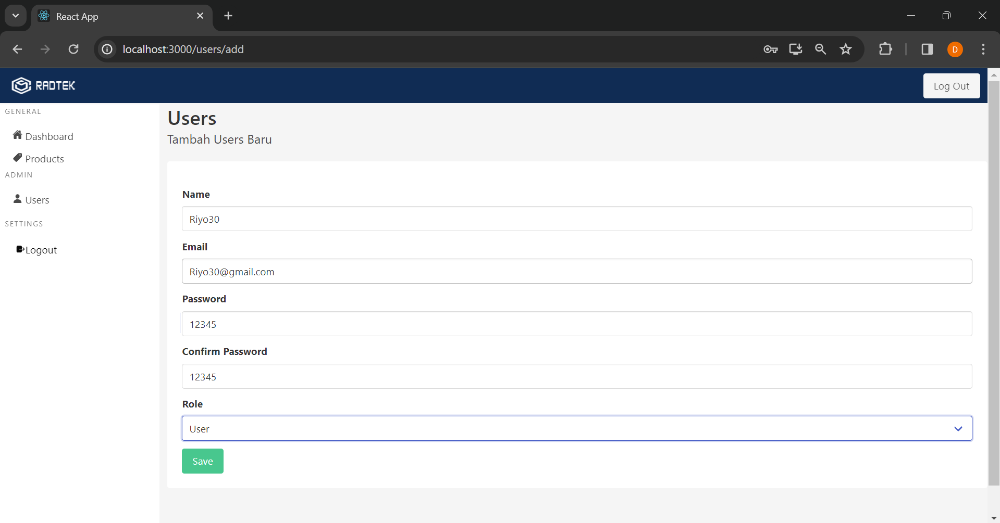 React App
localhost:3000/users/add
D
RADTEK
Log Out
GENERAL
Dashboard
Products
ADMIN
Users
SETTINGS
Logout
Users
Tambah Users Baru
Name
Riyo30
Email
Riyo30@gmail.com
Password
12345
Confirm Password
12345
Role
User
Save